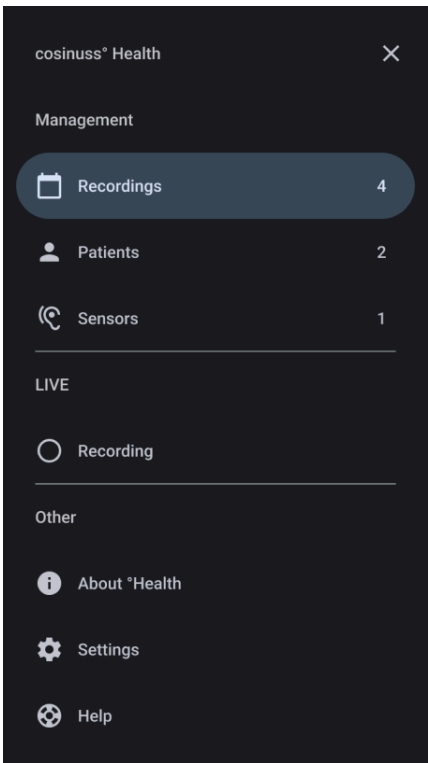 cosinuss° Health
Management
Recordings 4
Patients 2
Sensors 1
LIVE
Recording
Other
About °Health
Settings
Help